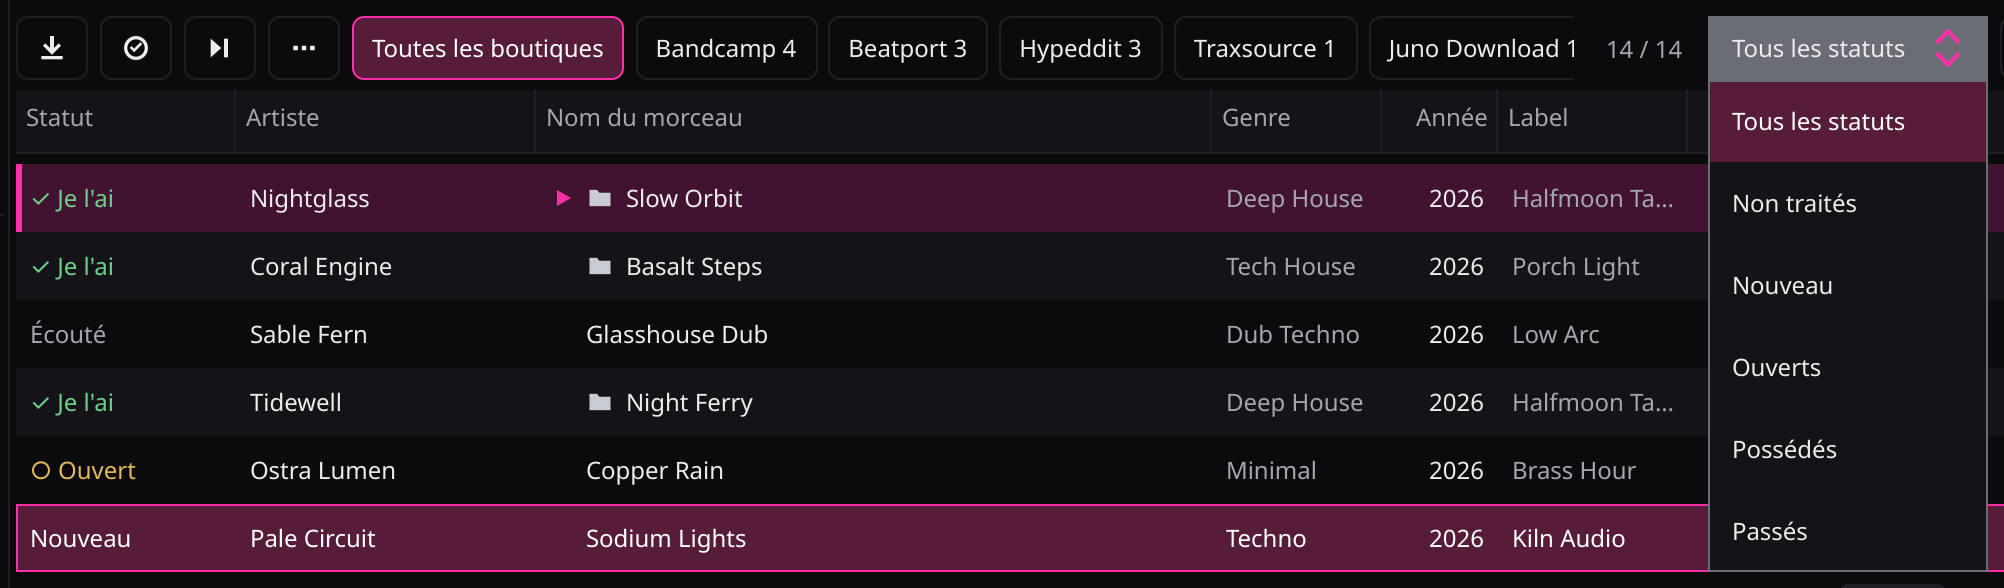 Toutes les boutiques Bandcamp 4 Beatport 3 Hypeddit 3 Traxsource 1 Juno Download 1 14 / 14 Tous les statuts
Statut Artiste Nom du morceau Genre Année Label
Tous les statuts
Je l'ai Nightglass Slow Orbit Deep House 2026 Halfmoon Ta...
Non traités
Je l'ai Coral Engine Basalt Steps Tech House 2026 Porch Light
Nouveau
Écouté Sable Fern Glasshouse Dub Dub Techno 2026 Low Arc
Ouverts
Je l'ai Tidewell Night Ferry Deep House 2026 Halfmoon Ta...
Possédés
Ouvert Ostra Lumen Copper Rain Minimal 2026 Brass Hour
Passés
Nouveau Pale Circuit Sodium Lights Techno 2026 Kiln Audio